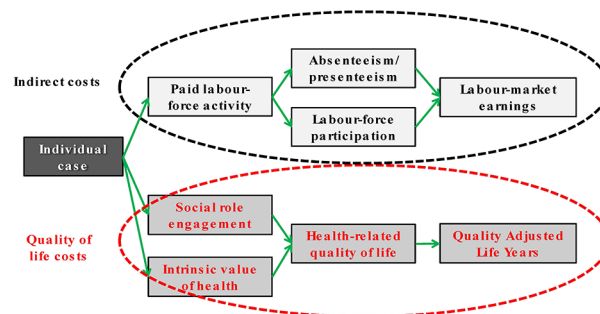 Indirect costs
Paid labour-
force activity
Absenteeism/
presenteeism
Labour-force
participation
Labour-market
earnings
Individual
case
Quality of
life costs
Social role
engagement
Intrinsic value
of health
Health-related
quality of life
Quality Adjusted
Life Years